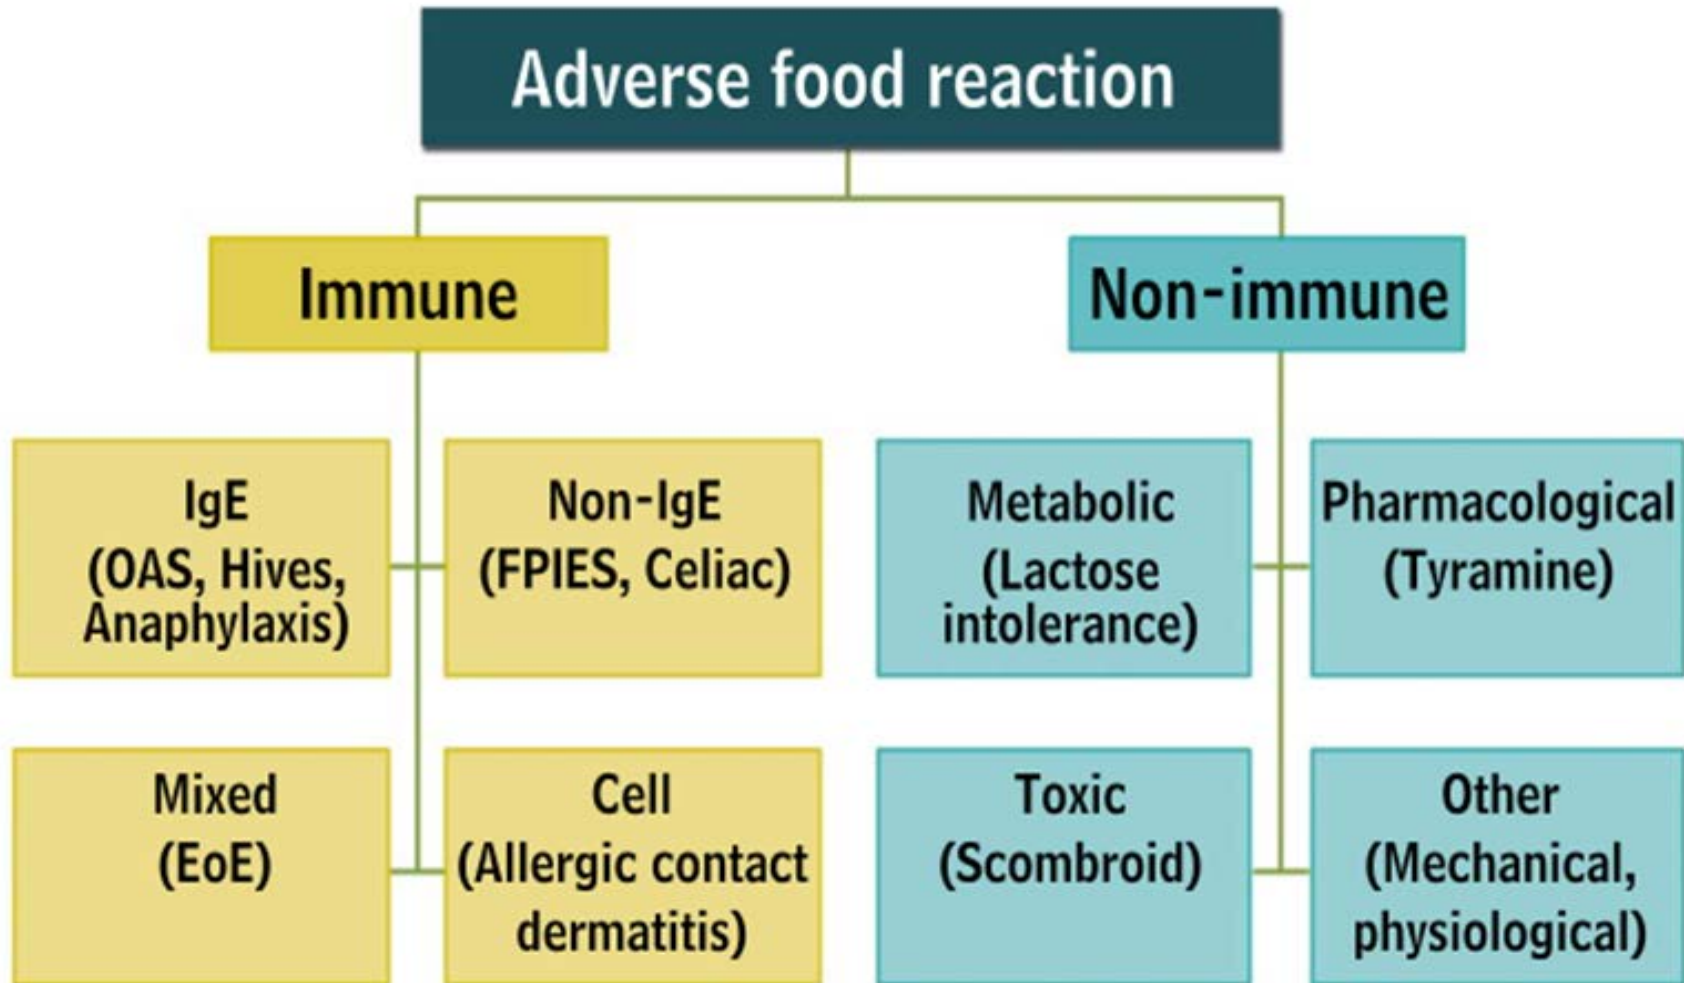 Adverse food reaction
Immune
Non-immune
IgE
(OAS, Hives,
Anaphylaxis)
Non-IgE
(FPIES, Celiac)
Metabolic
(Lactose
intolerance)
Pharmacological
(Tyramine)
Mixed
(EoE)
Cell
(Allergic contact
dermatitis)
Toxic
(Scombroid)
Other
(Mechanical,
physiological)